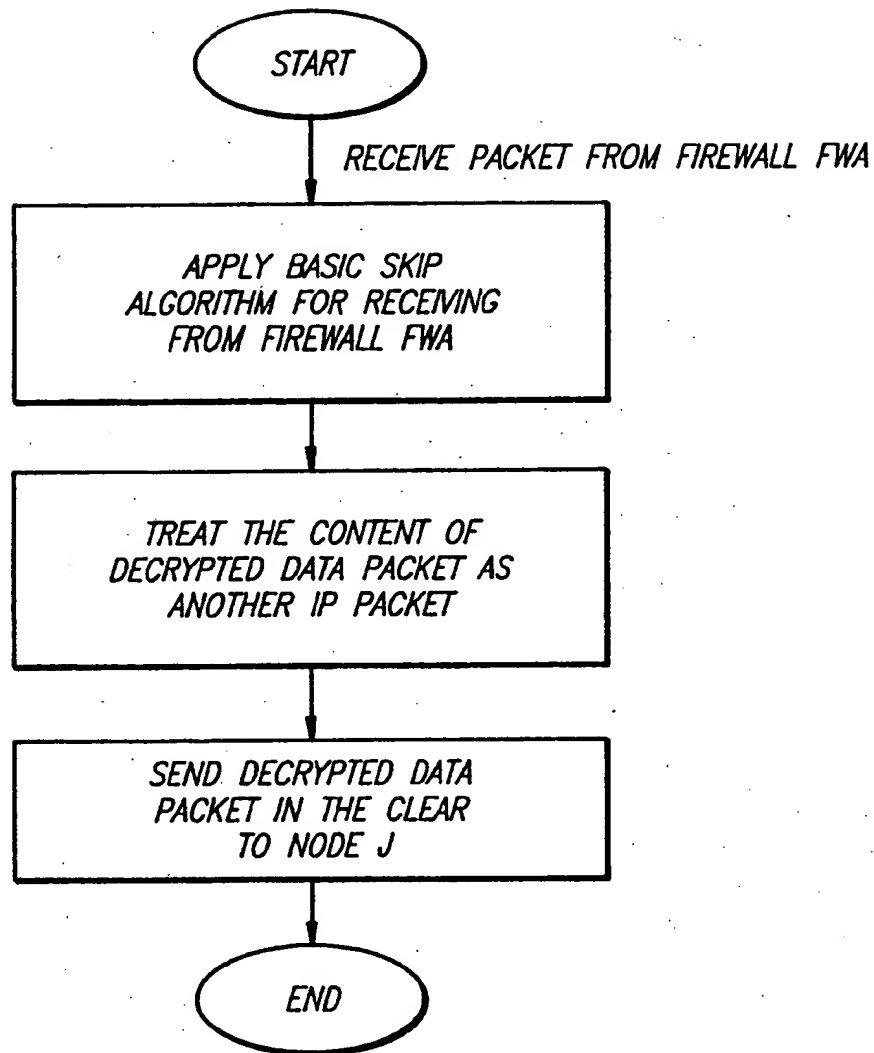 START
RECEIVE PACKET FROM FIREWALL FWA
APPLY BASIC SKIP
ALGORITHM FOR RECEIVING
FROM FIREWALL FWA
TREAT THE CONTENT OF
DECRYPTED DATA PACKET AS
ANOTHER IP PACKET
SEND DECRYPTED DATA
PACKET IN THE CLEAR
TO NODE J
END